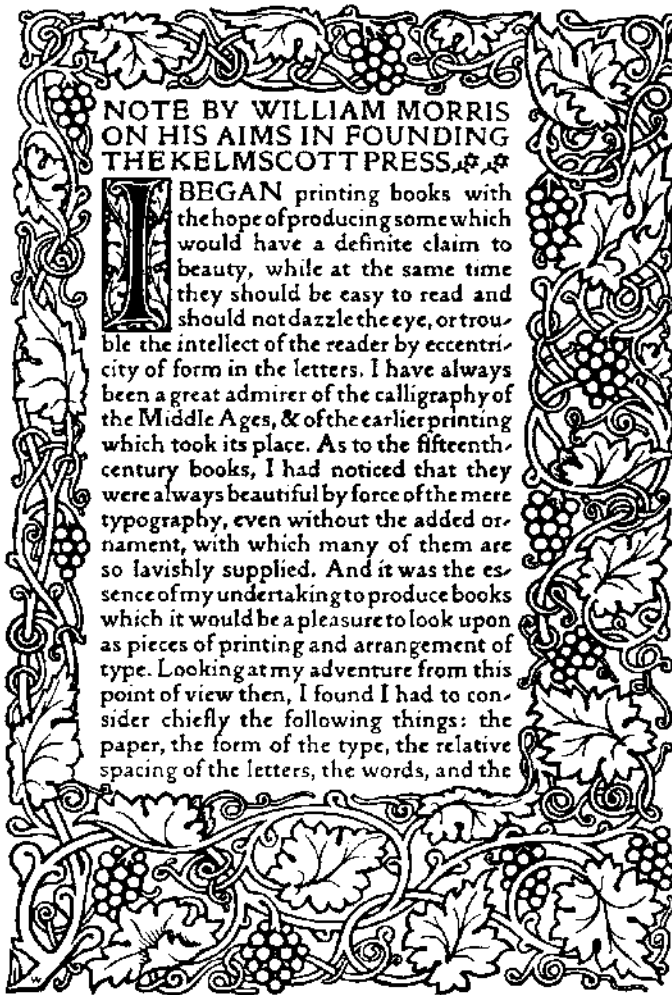 NOTE BY WILLIAM MORRIS
ON HIS AIMS IN FOUNDING
THE KELMSCOTT PRESS
I BEGAN printing books with
the hope of producing some which
would have a definite claim to
beauty, while at the same time
they should be easy to read and
should not dazzle the eye, or trou-
ble the intellect of the reader by eccentri-
city of form in the letters. I have always
been a great admirer of the calligraphy of
the Middle Ages, & of the earlier printing
which took its place. As to the fifteenth-
century books, I had noticed that they
were always beautiful by force of the mere
typography, even without the added or-
nament, with which many of them are
so lavishly supplied. And it was the es-
sence of my undertaking to produce books
which it would be a pleasure to look upon
as pieces of printing and arrangement of
type. Looking at my adventure from this
point of view then, I found I had to con-
sider chiefly the following things: the
paper, the form of the type, the relative
spacing of the letters, the words, and the